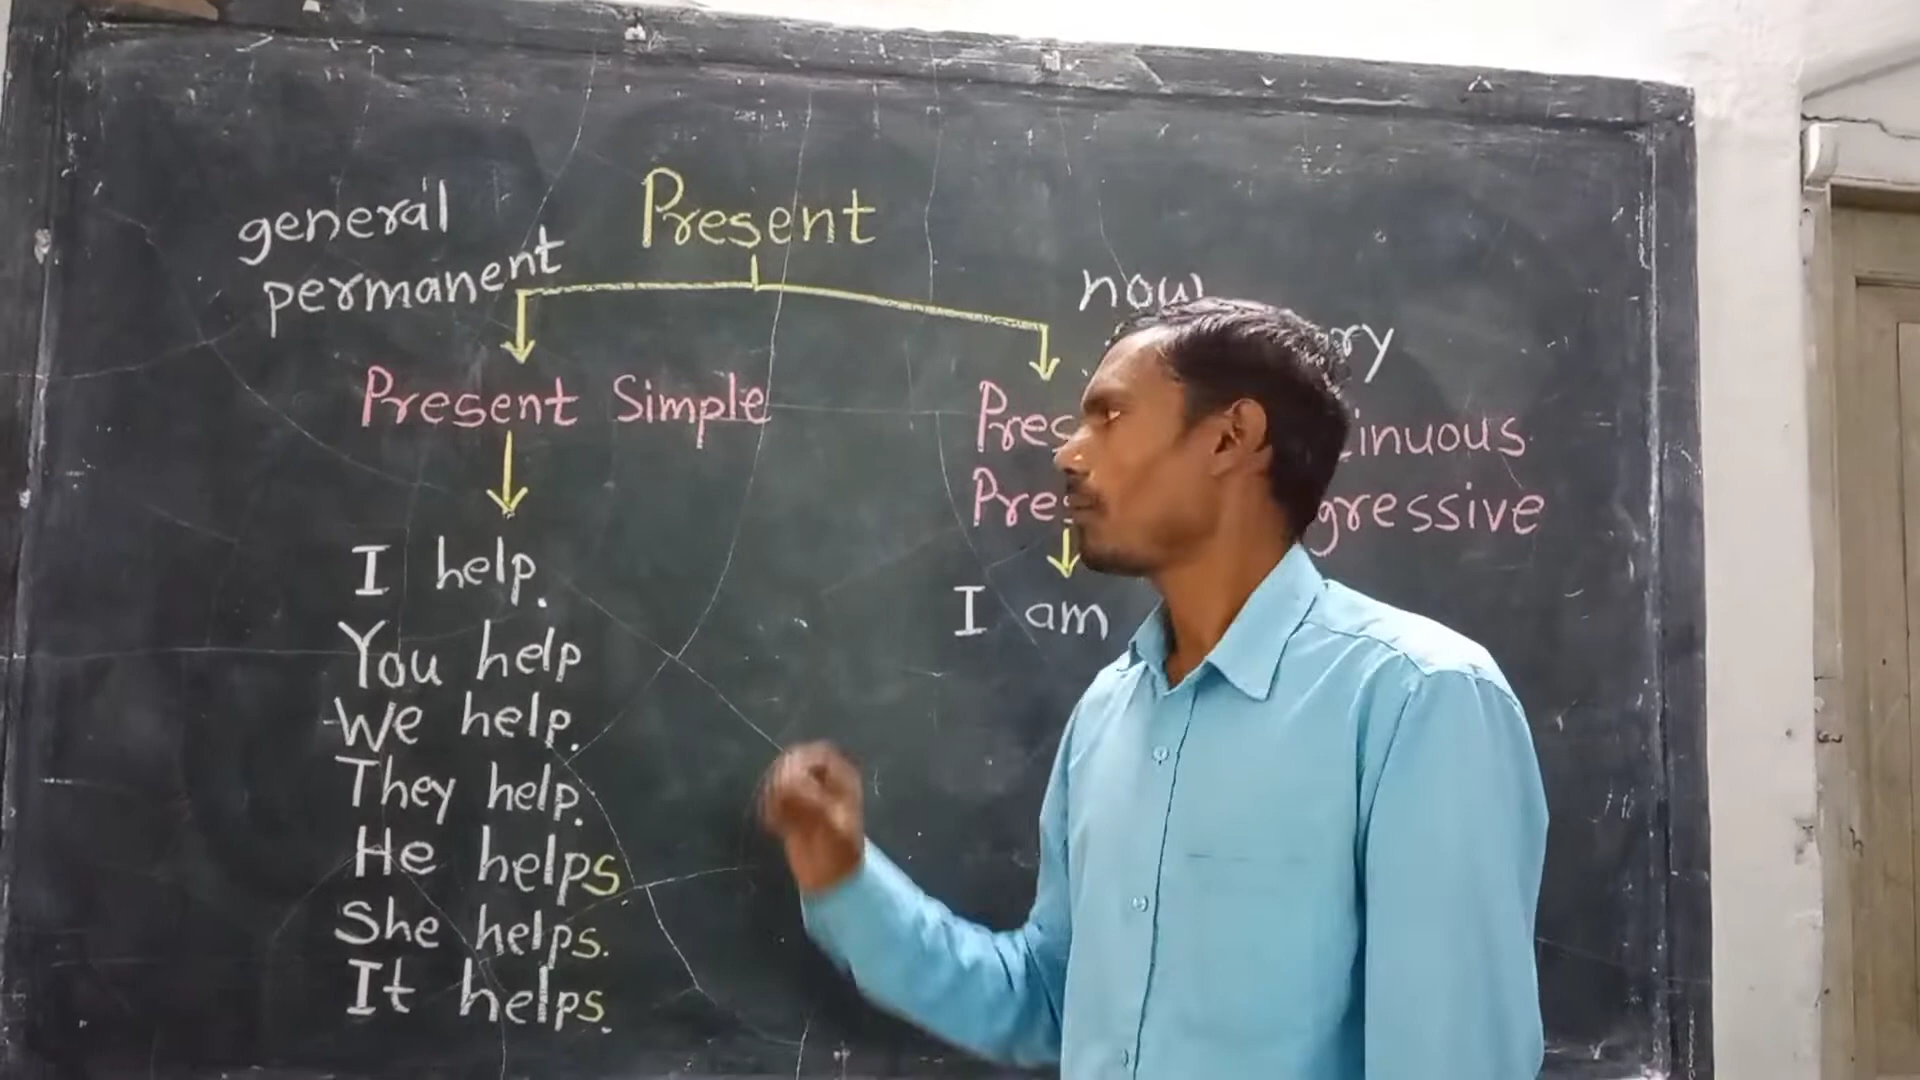 Present
general
permanent
Present Simple
I help.
You help
We help.
They help.
He helps.
She helps.
It helps.
now
I am